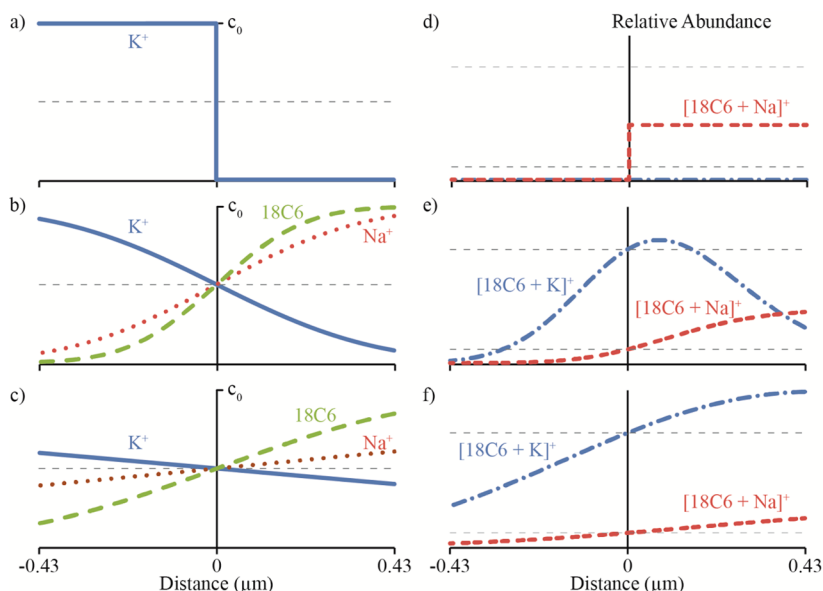 a)
c₀
K⁺
b)
c₀
K⁺
18C6
Na⁺
c)
c₀
K⁺
18C6
Na⁺
-0.43
0
0.43
Distance (µm)
d)
Relative Abundance
[18C6 + Na]⁺
e)
[18C6 + K]⁺
[18C6 + Na]⁺
f)
[18C6 + K]⁺
[18C6 + Na]⁺
-0.43
0
0.43
Distance (µm)